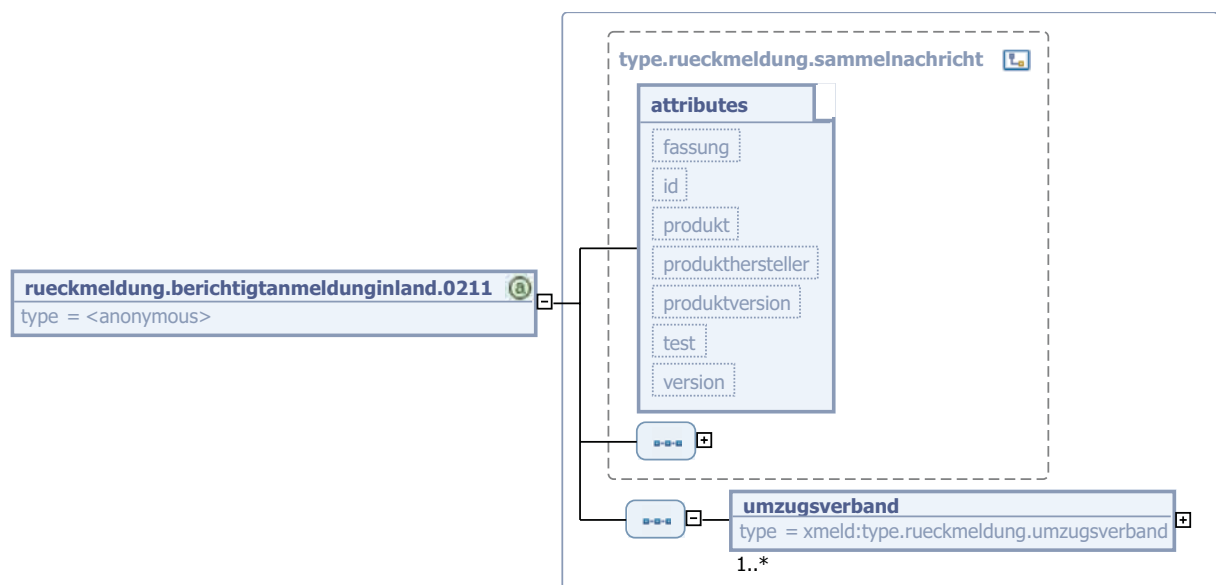 type.rueckmeldung.sammelnachricht
attributes
fassung
id
produkt
produkthersteller
produktversion
test
version
rueckmeldung.berichtigtanmeldunginland.0211 a
type = <anonymous>
umzugsverband
type = xmeld:type.rueckmeldung.umzugsverband
1..*